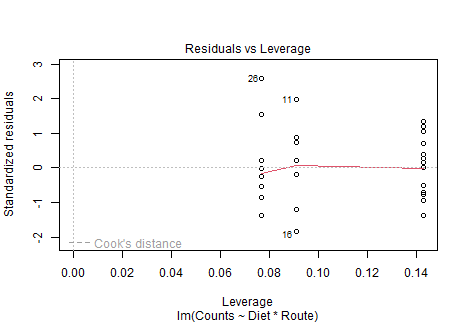 Residuals vs Leverage
Standardized residuals
3
2
1
0
-1
-2
26
11
16
Cook's distance
0.00 0.02 0.04 0.06 0.08 0.10 0.12 0.14
Leverage
lm(Counts ~ Diet * Route)